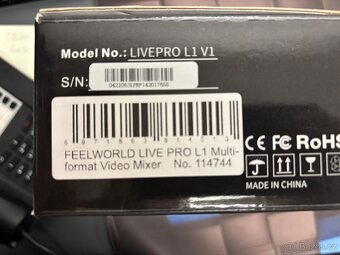 Model No.: LIVEPRO L1 V1
S/N:
FEELWORLD LIVE PRO L1 Multi-
format Video Mixer No. 114744
CE FC RoHS
MADE IN CHINA